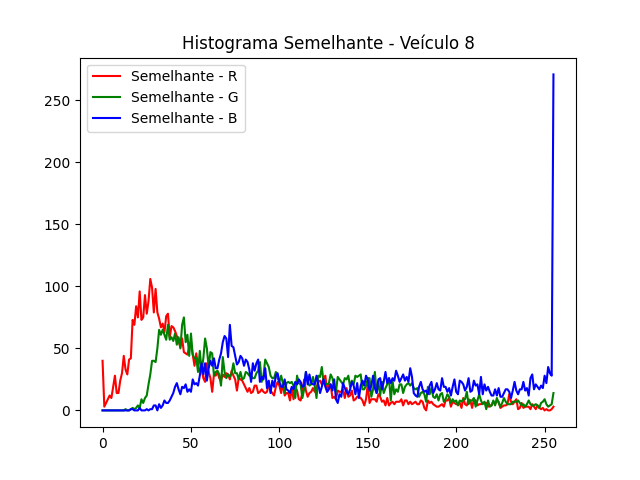 Histograma Semelhante - Veículo 8
Semelhante - R
Semelhante - G
Semelhante - B
250
200
150
100
50
0
0 50 100 150 200 250